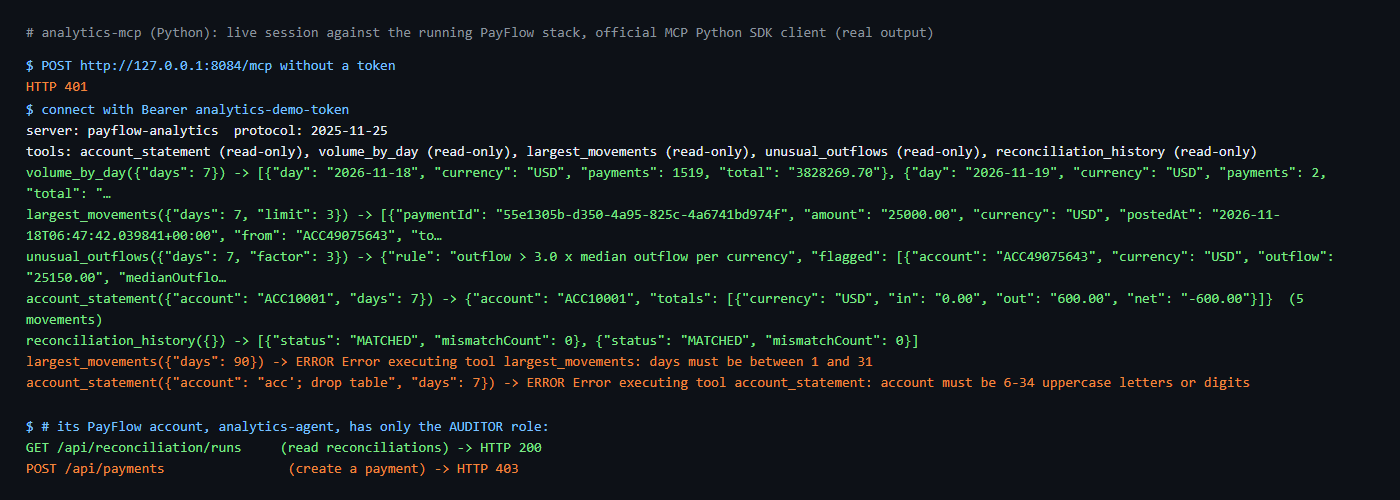 # analytics-mcp (Python): live session against the running PayFlow stack, official MCP Python SDK client (real output)
$ POST http://127.0.0.1:8084/mcp without a token
HTTP 401
$ connect with Bearer analytics-demo-token
server: payflow-analytics  protocol: 2025-11-25
tools: account_statement (read-only), volume_by_day (read-only), largest_movements (read-only), unusual_outflows (read-only), reconciliation_history (read-only)
volume_by_day({"days": 7}) -> [{"day": "2026-11-18", "currency": "USD", "payments": 1519, "total": "3828269.70"}, {"day": "2026-11-19", "currency": "USD", "payments": 2,
"total": "…
largest_movements({"days": 7, "limit": 3}) -> [{"paymentId": "55e1305b-d350-4a95-825c-4a6741bd974f", "amount": "25000.00", "currency": "USD", "postedAt": "2026-11-
18T06:47:42.039841+00:00", "from": "ACC49075643", "to…
unusual_outflows({"days": 7, "factor": 3}) -> {"rule": "outflow > 3.0 x median outflow per currency", "flagged": [{"account": "ACC49075643", "currency": "USD", "outflow":
"25150.00", "medianOutflo…
account_statement({"account": "ACC10001", "days": 7}) -> {"account": "ACC10001", "totals": [{"currency": "USD", "in": "0.00", "out": "600.00", "net": "-600.00"}]}  (5
movements)
reconciliation_history({}) -> [{"status": "MATCHED", "mismatchCount": 0}, {"status": "MATCHED", "mismatchCount": 0}]
largest_movements({"days": 90}) -> ERROR Error executing tool largest_movements: days must be between 1 and 31
account_statement({"account": "acc'; drop table", "days": 7}) -> ERROR Error executing tool account_statement: account must be 6-34 uppercase letters or digits
$ # its PayFlow account, analytics-agent, has only the AUDITOR role:
GET /api/reconciliation/runs     (read reconciliations) -> HTTP 200
POST /api/payments                (create a payment) -> HTTP 403